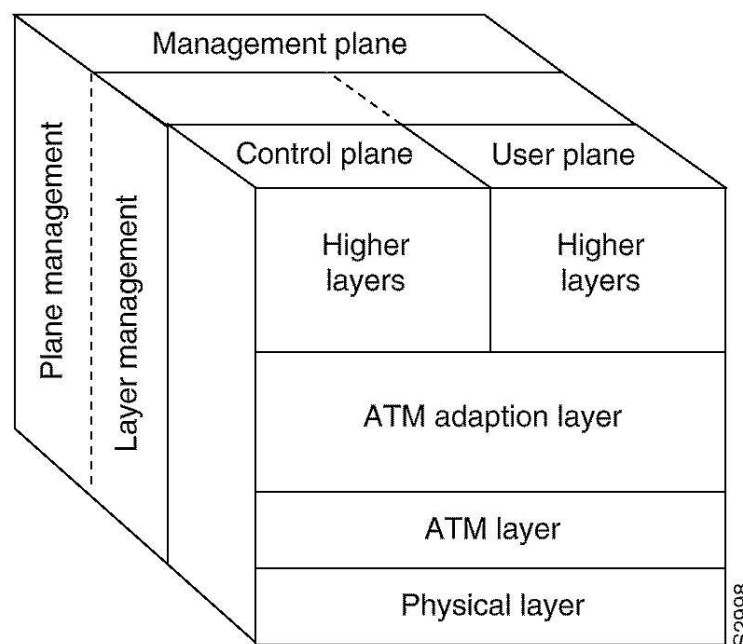 Management plane
Control plane
User plane
Plane management
Layer management
Higher
layers
Higher
layers
ATM adaption layer
ATM layer
Physical layer